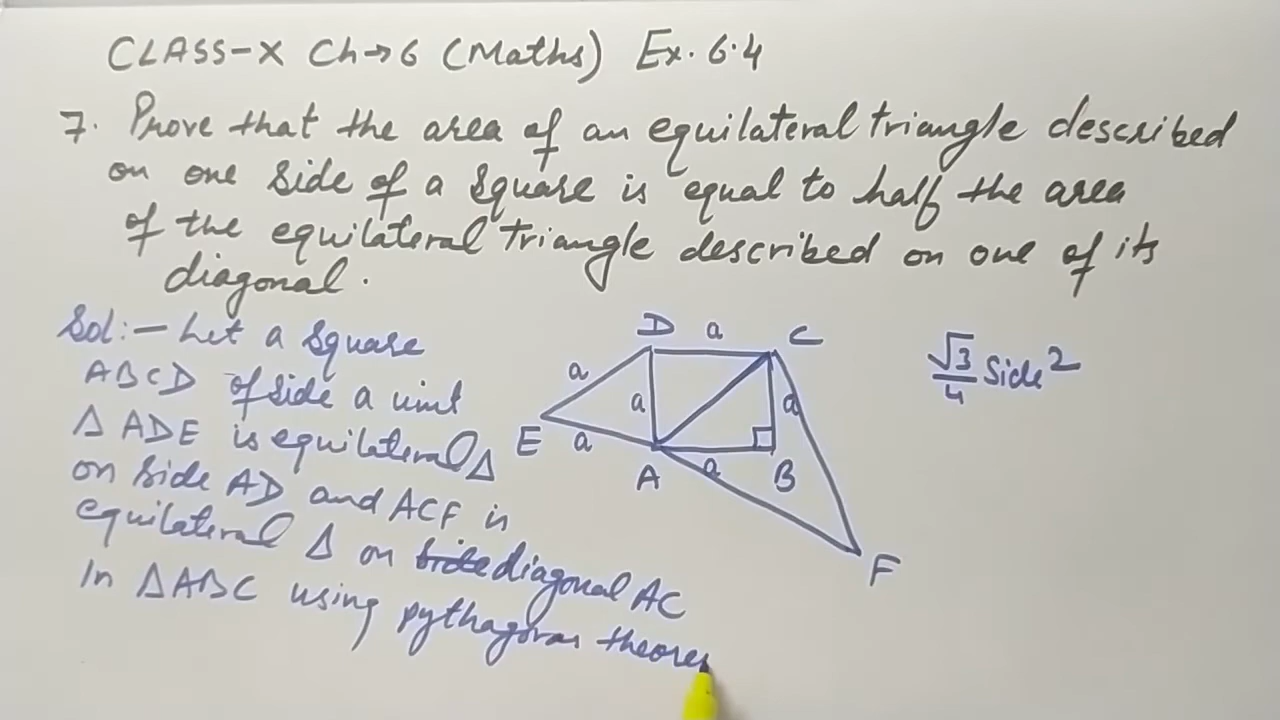 CLASS-X Ch→6 (Maths) Ex. 6.4
7. Prove that the area of an equilateral triangle described
on one side of a square is equal to half the area
of the equilateral triangle described on one of its
diagonal.
Sol:- Let a square
ABCD of side a unit
Δ ADE is equilateral Δ
on side AD and ACF is
equilateral Δ on side diagonal AC
In ΔABC using pythagoras theorem
D a C
a a a
E a A a B
F
√3/4 Side²